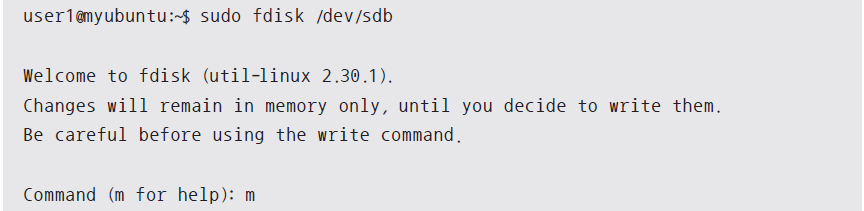 user1@myubuntu:~$ sudo fdisk /dev/sdb
Welcome to fdisk (util-linux 2.30.1).
Changes will remain in memory only, until you decide to write them.
Be careful before using the write command.
Command (m for help): m